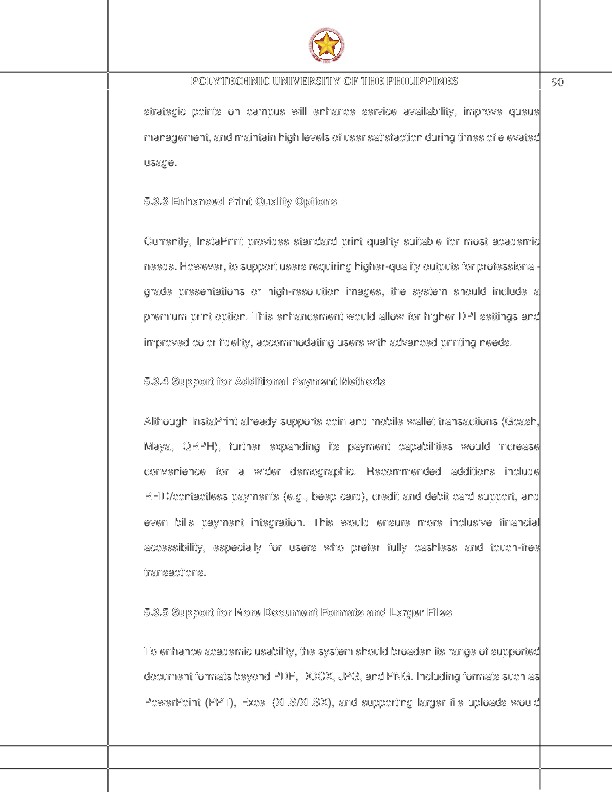 POLYTECHNIC UNIVERSITY OF THE PHILIPPINES
90
strategic points on campus will enhance service availability, improve queue
management, and maintain high levels of user satisfaction during times of elevated
usage.
5.3.3 Enhanced Print Quality Options
Currently, InstaPrint provides standard print quality suitable for most academic
needs. However, to support users requiring higher-quality outputs for professional-
grade presentations or high-resolution images, the system should include a
premium print option. This enhancement would allow for higher DPI settings and
improved color fidelity, accommodating users with advanced printing needs.
5.3.4 Support for Additional Payment Methods
Although InstaPrint already supports coin and mobile wallet transactions (Gcash,
Maya, QRPH), further expanding its payment capabilities would increase
convenience for a wider demographic. Recommended additions include
RFID/contactless payments (e.g., beep card), credit and debit card support, and
even bills payment integration. This would ensure more inclusive financial
accessibility, especially for users who prefer fully cashless and touch-free
transactions.
5.3.5 Support for More Document Formats and Larger Files
To enhance academic usability, the system should broaden its range of supported
document formats beyond PDF, DOCX, JPG, and PNG. Including formats such as
PowerPoint (PPT), Excel (XLS/XLSX), and supporting larger file uploads would